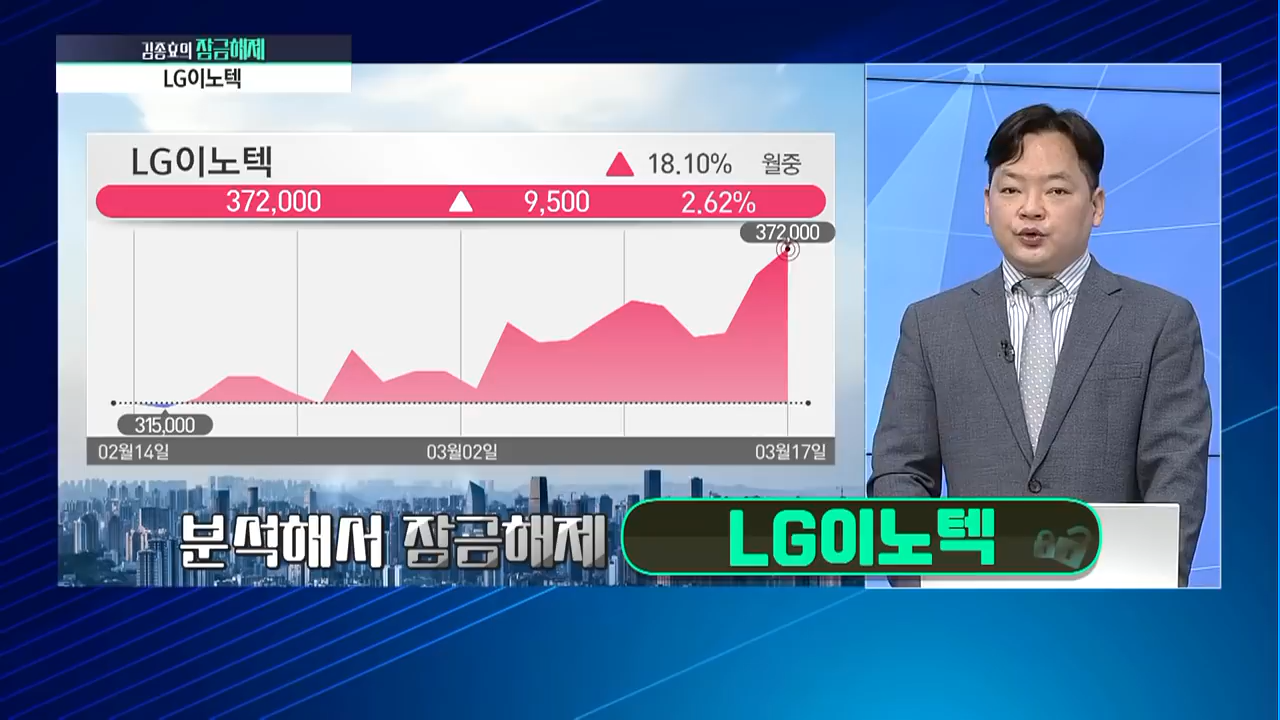 김종효의 잠금해제
LG이노텍
LG이노텍 ▲ 18.10% 월중
372,000 ▲ 9,500 2.62%
372,000
315,000
02월14일 03월02일 03월17일
분석해서 잠금해제 LG이노텍